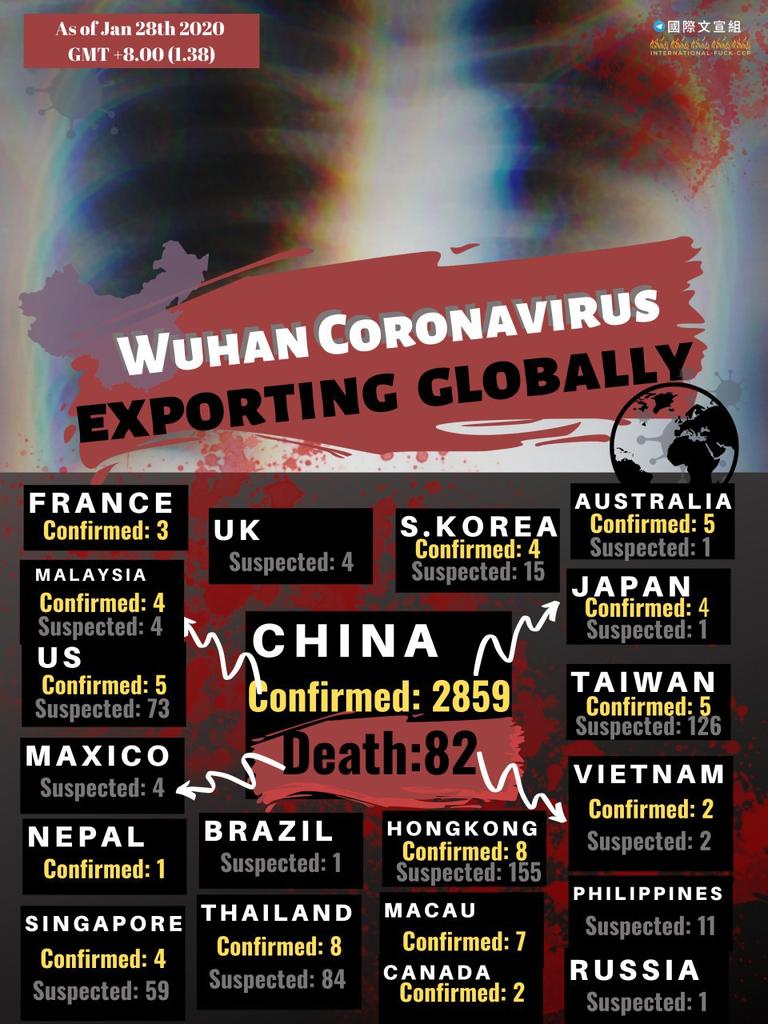 As of Jan 28th 2020
GMT +8.00 (1.38)
國際文宣組
INTERNATIONAL·FUCK·CCP
WUHAN CORONAVIRUS
EXPORTING GLOBALLY
FRANCE
Confirmed: 3
UK
Suspected: 4
S.KOREA
Confirmed: 4
Suspected: 15
AUSTRALIA
Confirmed: 5
Suspected: 1
MALAYSIA
Confirmed: 4
Suspected: 4
JAPAN
Confirmed: 4
Suspected: 1
US
Confirmed: 5
Suspected: 73
CHINA
Confirmed: 2859
Death:82
TAIWAN
Confirmed: 5
Suspected: 126
MAXICO
Suspected: 4
VIETNAM
Confirmed: 2
Suspected: 2
NEPAL
Confirmed: 1
BRAZIL
Suspected: 1
HONGKONG
Confirmed: 8
Suspected: 155
PHILIPPINES
Suspected: 11
SINGAPORE
Confirmed: 4
Suspected: 59
THAILAND
Confirmed: 8
Suspected: 84
MACAU
Confirmed: 7
CANADA
Confirmed: 2
RUSSIA
Suspected: 1